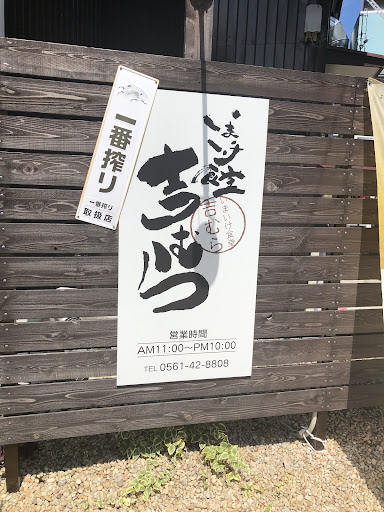 一番搾り
一番搾り
取扱店
いまいけ食堂
吉むら
いまいけ食堂
吉むら
営業時間
AM11:00〜PM10:00
TEL 0561-42-8808